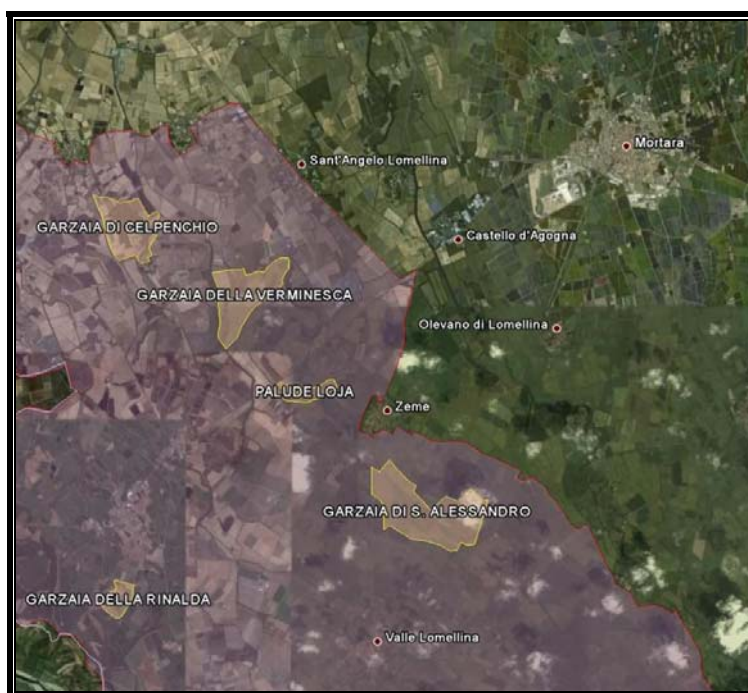 Mortara
Sant'Angelo Lomellina
GARZAIA DI CELPENCHIO
Castello d'Agogna
GARZAIA DELLA VERMINESCA
Olevano di Lomellina
PALUDE LOJA
Zeme
GARZAIA DI S. ALESSANDRO
GARZAIA DELLA RINALDA
Valle Lomellina